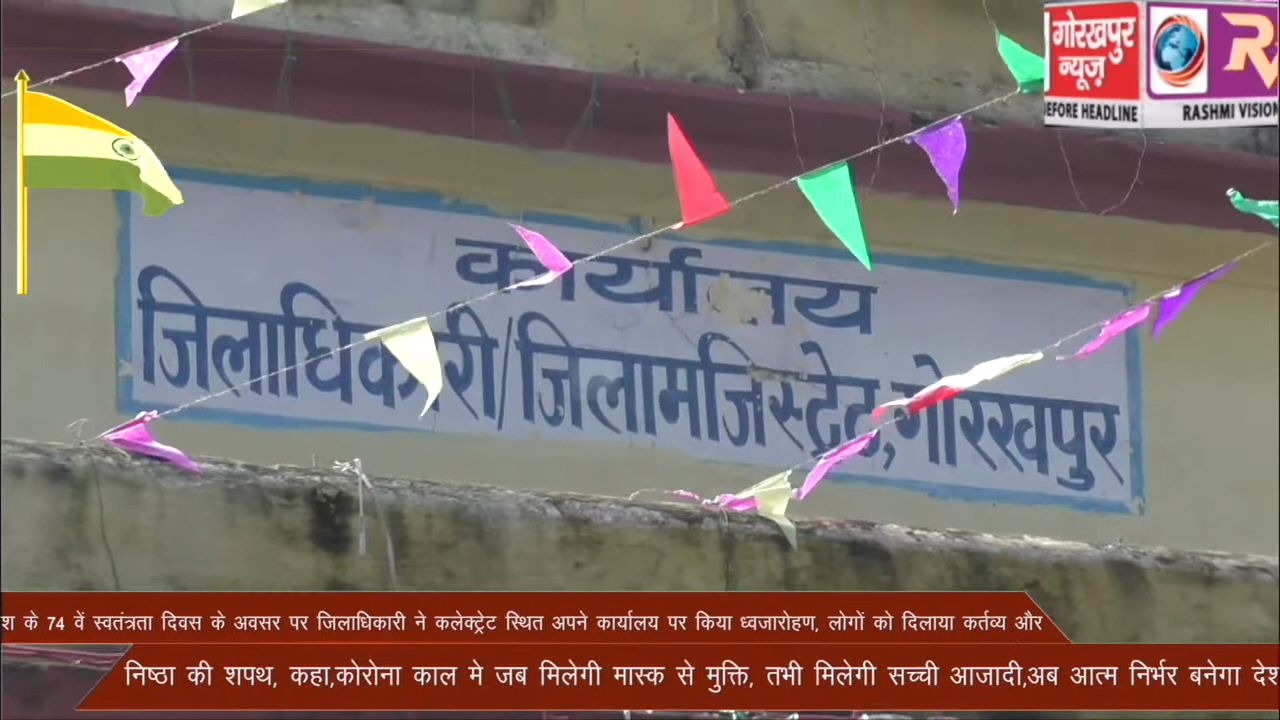 गोरखपुर
न्यूज़
EFORE HEADLINE
RASHMI VISION
कार्यालय
जिलाधिकारी/जिलामजिस्ट्रेट,गोरखपुर
श के 74 वें स्वतंत्रता दिवस के अवसर पर जिलाधिकारी ने कलेक्ट्रेट स्थित अपने कार्यालय पर किया ध्वजारोहण, लोगों को दिलाया कर्तव्य और
निष्ठा की शपथ, कहा,कोरोना काल मे जब मिलेगी मास्क से मुक्ति, तभी मिलेगी सच्ची आजादी,अब आत्म निर्भर बनेगा देश